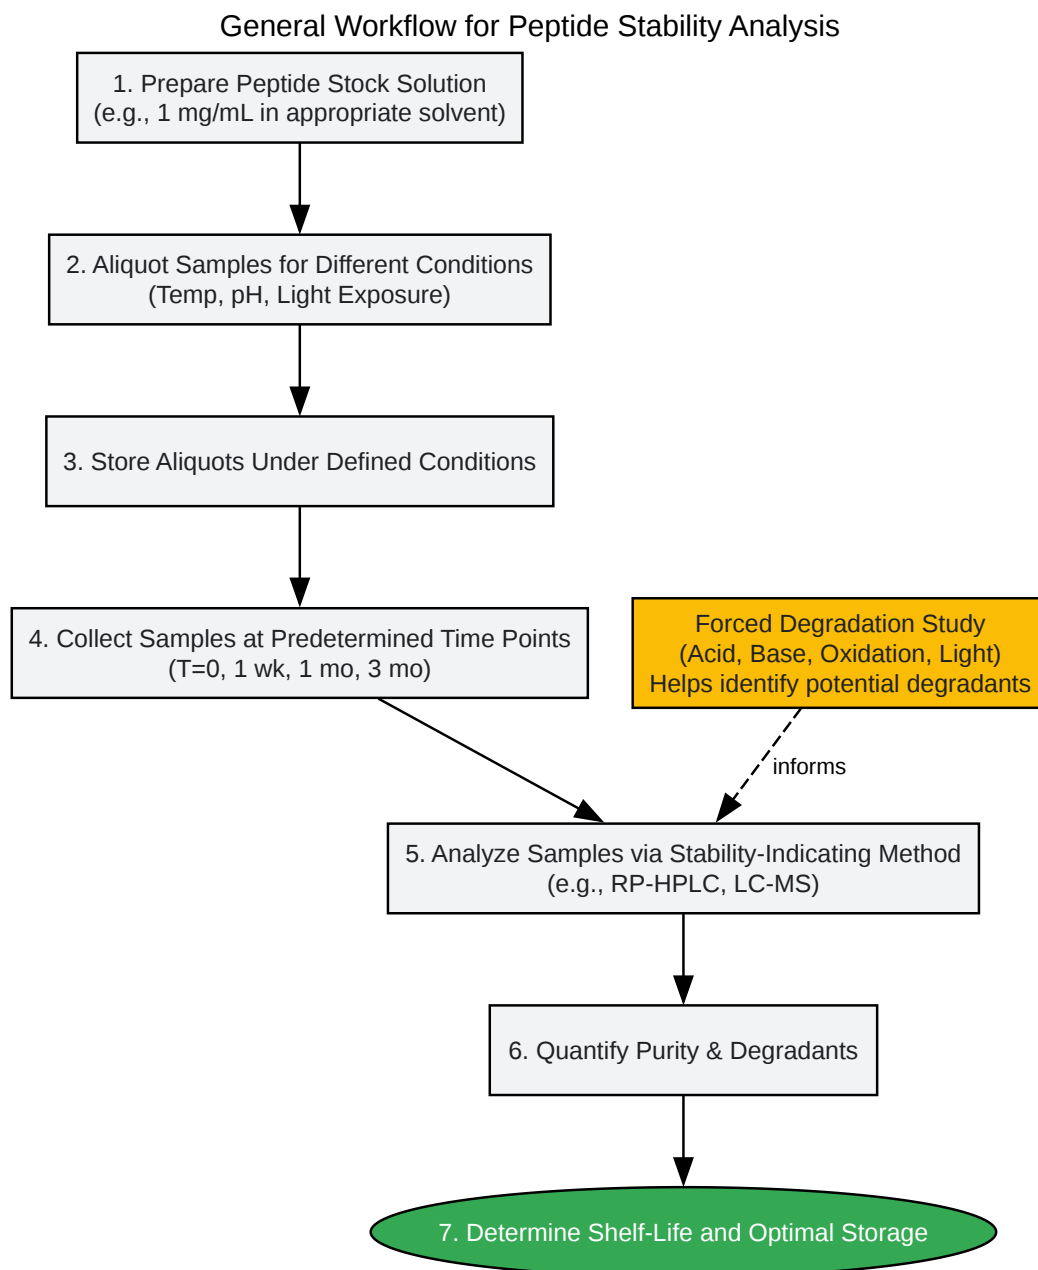 General Workflow for Peptide Stability Analysis
1. Prepare Peptide Stock Solution
(e.g., 1 mg/mL in appropriate solvent)
2. Aliquot Samples for Different Conditions
(Temp, pH, Light Exposure)
3. Store Aliquots Under Defined Conditions
4. Collect Samples at Predetermined Time Points
(T=0, 1 wk, 1 mo, 3 mo)
Forced Degradation Study
(Acid, Base, Oxidation, Light)
Helps identify potential degradants
informs
5. Analyze Samples via Stability-Indicating Method
(e.g., RP-HPLC, LC-MS)
6. Quantify Purity & Degradants
7. Determine Shelf-Life and Optimal Storage